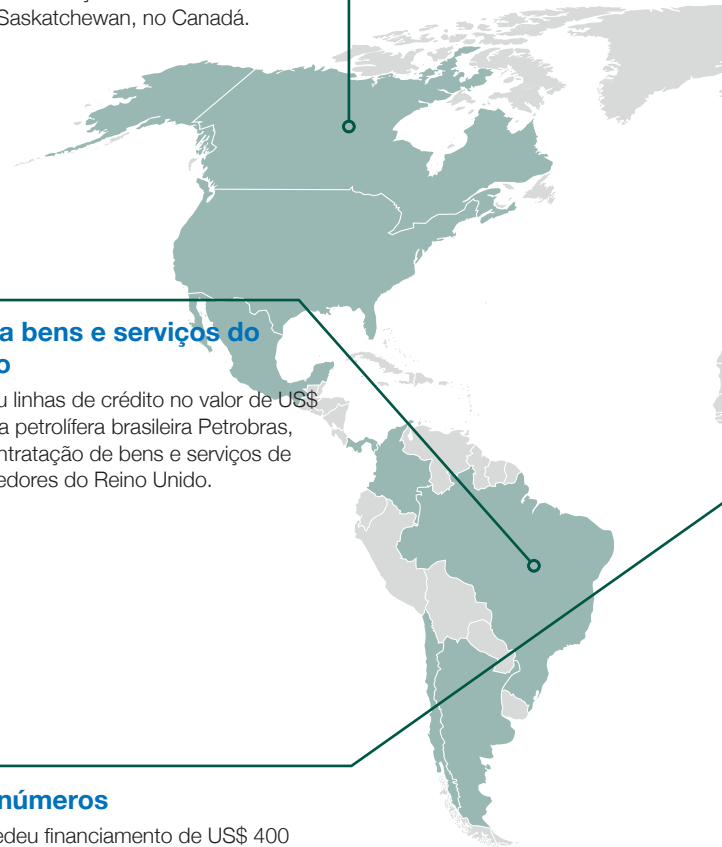 Saskatchewan, no Canadá.
a bens e serviços do
o
u linhas de crédito no valor de US$
a petrolífera brasileira Petrobras,
ntratação de bens e serviços de
edores do Reino Unido.
números
edeu financiamento de US$ 400